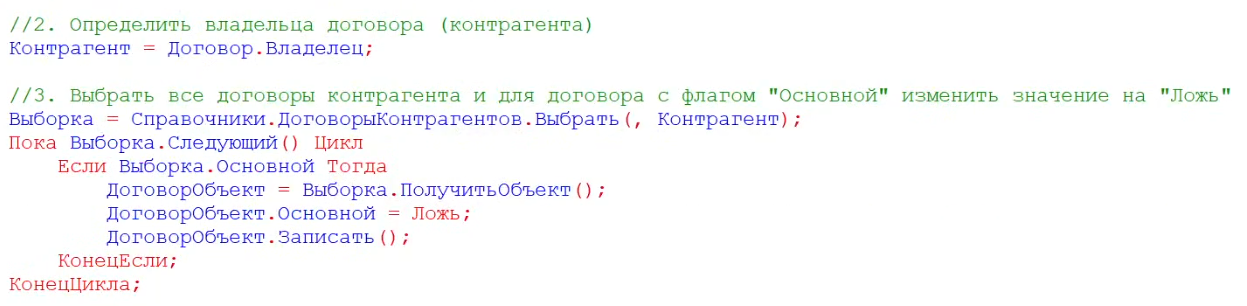 //2. Определить владельца договора (контрагента)
Контрагент = Договор.Владелец;
//3. Выбрать все договоры контрагента и для договора с флагом "Основной" изменить значение на "Ложь"
Выборка = Справочники.ДоговорыКонтрагентов.Выбрать(, Контрагент);
Пока Выборка.Следующий() Цикл
    Если Выборка.Основной Тогда
        ДоговорОбъект = Выборка.ПолучитьОбъект();
        ДоговорОбъект.Основной = Ложь;
        ДоговорОбъект.Записать();
    КонецЕсли;
КонецЦикла;